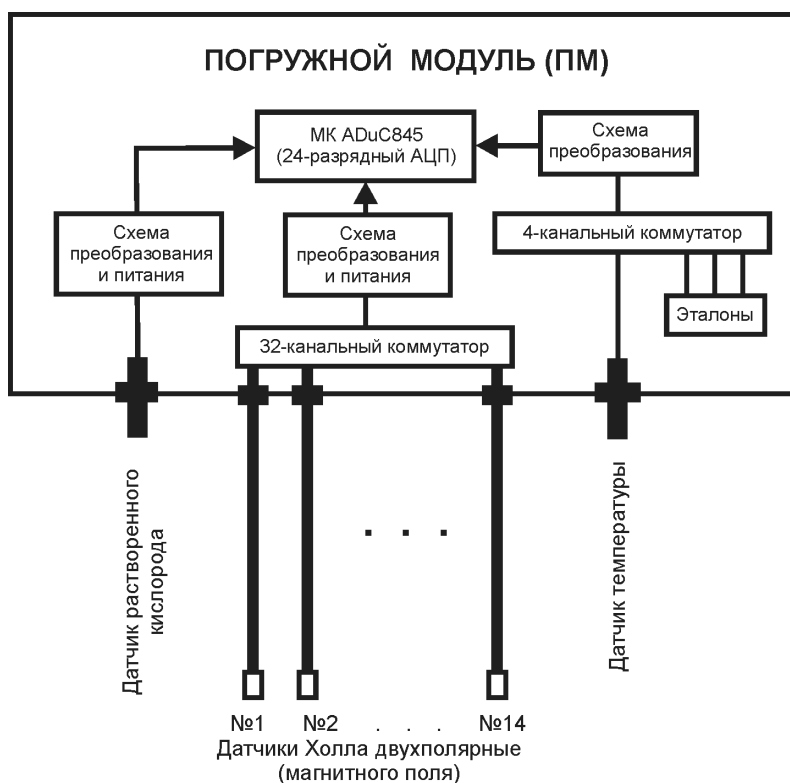 ПОГРУЖНОЙ МОДУЛЬ (ПМ)
МК ADuC845
(24-разрядный АЦП)
Схема
преобразования
Схема
преобразования
и питания
Схема
преобразования
и питания
4-канальный коммутатор
Эталоны
32-канальный коммутатор
Датчик растворенного
кислорода
. . .
Датчик температуры
№1 №2 . . . №14
Датчики Холла двухполярные
(магнитного поля)